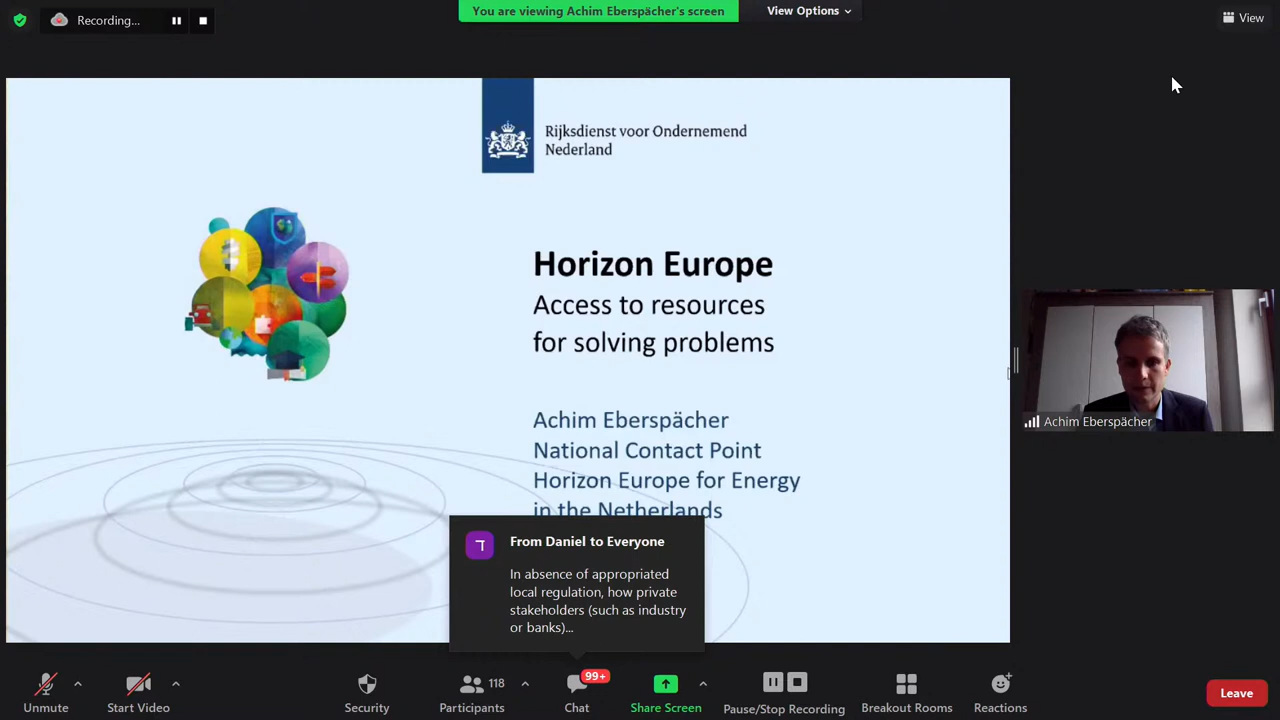 Recording...
You are viewing Achim Eberspächer's screen
View Options
View
Rijksdienst voor Ondernemend
Nederland
Horizon Europe
Access to resources
for solving problems
Achim Eberspächer
National Contact Point
Horizon Europe for Energy
in the Netherlands
Achim Eberspächer
ד
From Daniel to Everyone
In absence of appropriated
local regulation, how private
stakeholders (such as industry
or banks)...
Unmute
Start Video
Security
Participants
118
Chat
99+
Share Screen
Pause/Stop Recording
Breakout Rooms
Reactions
Leave